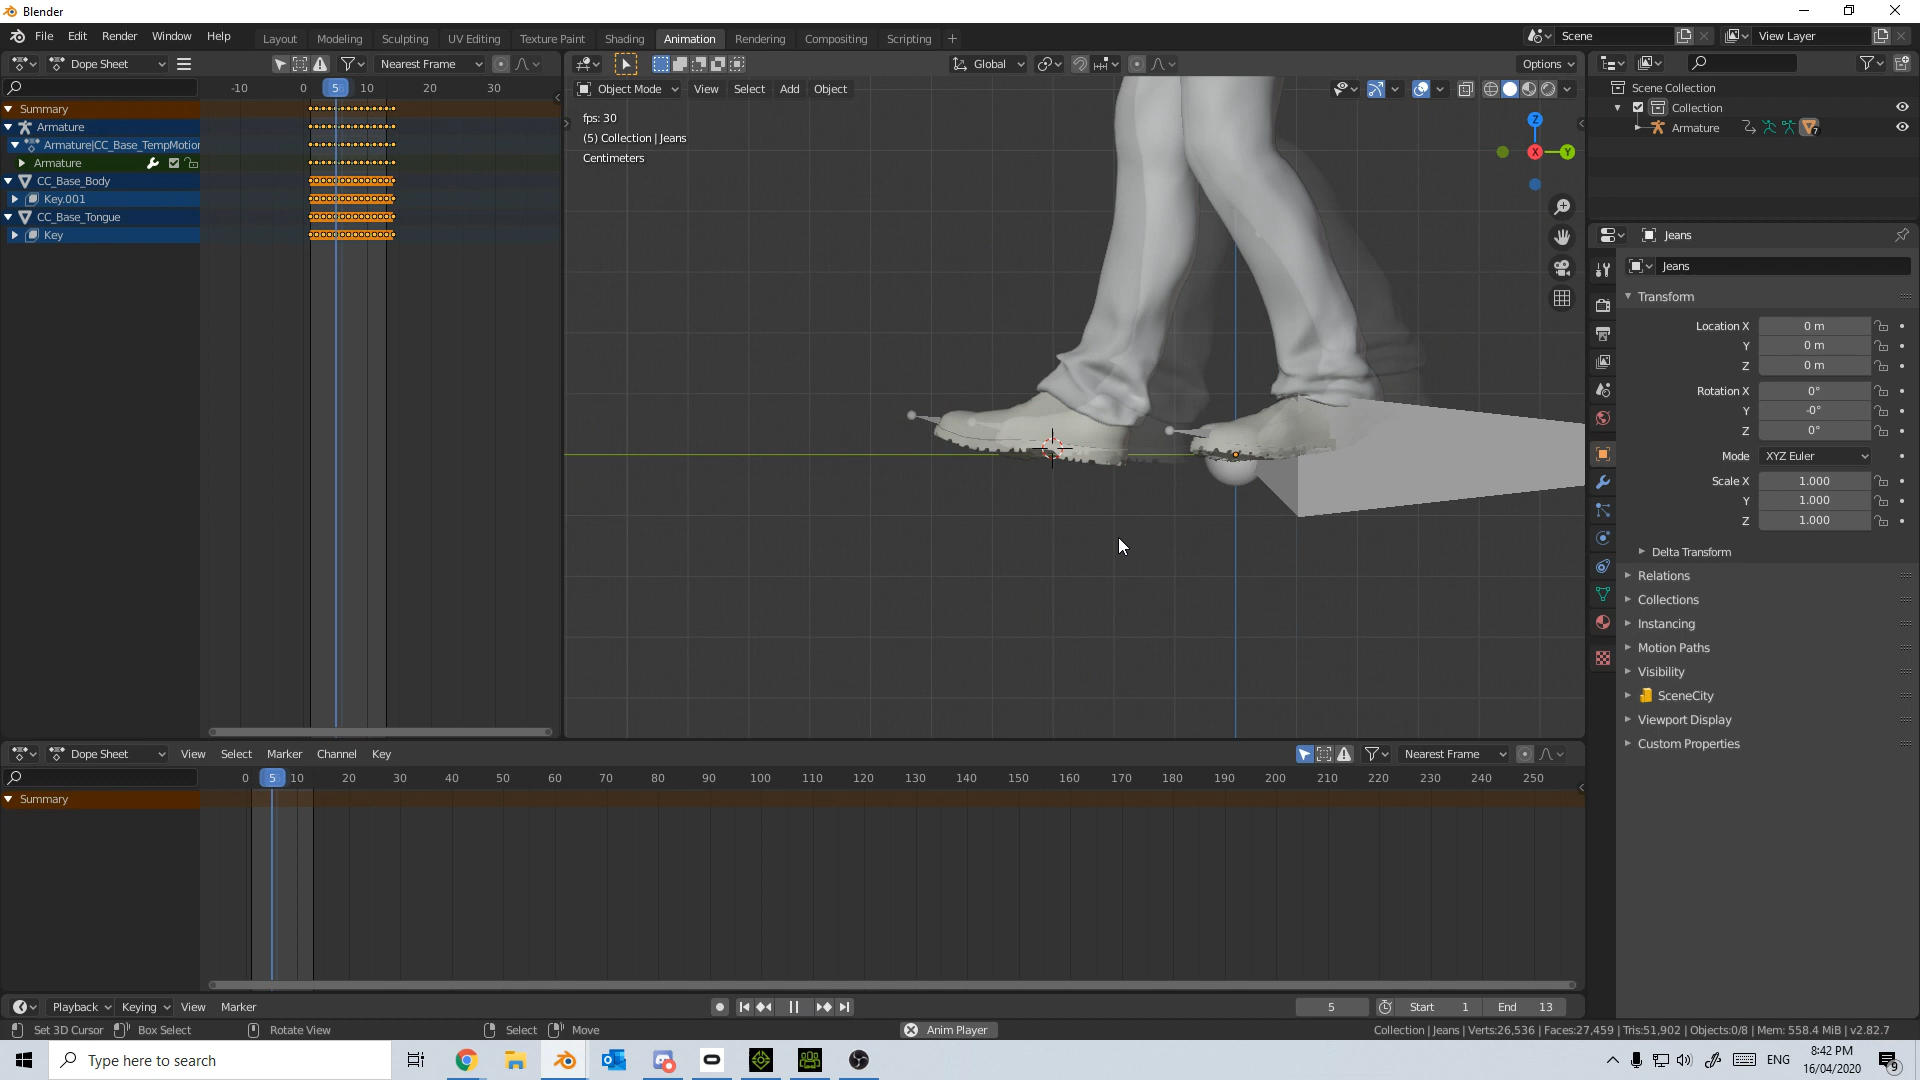 Blender
File Edit Render Window Help
Layout Modeling Sculpting UV Editing Texture Paint Shading Animation Rendering Compositing Scripting
Scene
View Layer
Dope Sheet
Nearest Frame
Global
Options
-10 0 5 10 20 30
Summary
Armature
Armature|CC_Base_TempMotion
Armature
CC_Base_Body
Key.001
CC_Base_Tongue
Key
Object Mode View Select Add Object
fps: 30
(5) Collection | Jeans
Centimeters
Z
X
Y
Scene Collection
Collection
Armature
7
Jeans
Jeans
Transform
Location X 0 m
Y 0 m
Z 0 m
Rotation X 0°
Y -0°
Z 0°
Mode XYZ Euler
Scale X 1.000
Y 1.000
Z 1.000
Delta Transform
Relations
Collections
Instancing
Motion Paths
Visibility
SceneCity
Viewport Display
Custom Properties
Dope Sheet View Select Marker Channel Key
Nearest Frame
0 5 10 20 30 40 50 60 70 80 90 100 110 120 130 140 150 160 170 180 190 200 210 220 230 240 250
Summary
Playback Keying View Marker
5 Start 1 End 13
Set 3D Cursor Box Select Rotate View Select Move
Anim Player
Collection | Jeans | Verts:26,536 | Faces:27,459 | Tris:51,902 | Objects:0/8 | Mem: 558.4 MiB | v2.82.7
Type here to search
ENG
8:42 PM
16/04/2020
9